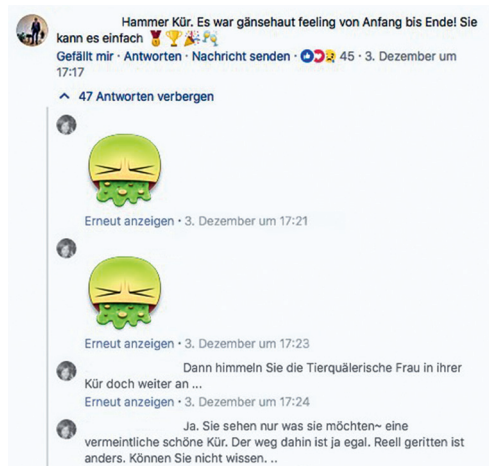 Hammer Kür. Es war gänsehaut feeling von Anfang bis Ende! Sie
kann es einfach 🏅🏆🎉🥂
Gefällt mir · Antworten · Nachricht senden · 45 · 3. Dezember um
17:17
47 Antworten verbergen
Erneut anzeigen · 3. Dezember um 17:21
Erneut anzeigen · 3. Dezember um 17:23
Dann himmeln Sie die Tierquälerische Frau in ihrer
Kür doch weiter an ...
Erneut anzeigen · 3. Dezember um 17:24
Ja. Sie sehen nur was sie möchten~ eine
vermeintliche schöne Kür. Der weg dahin ist ja egal. Reell geritten ist
anders. Können Sie nicht wissen. ..